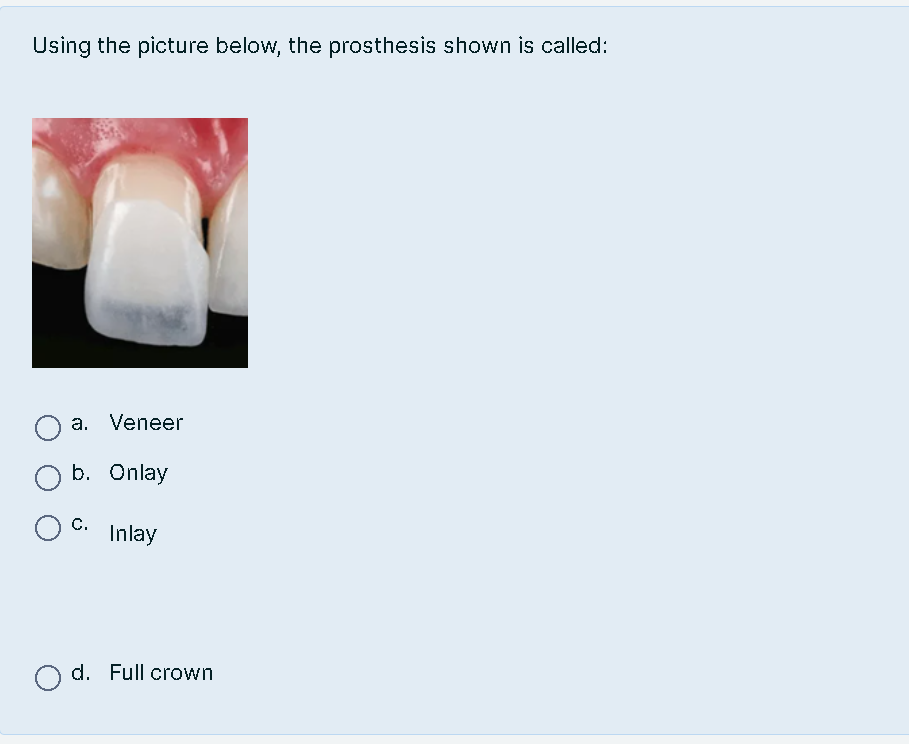 Using the picture below, the prosthesis shown is called:
a. Veneer
b. Onlay
c. Inlay
d. Full crown